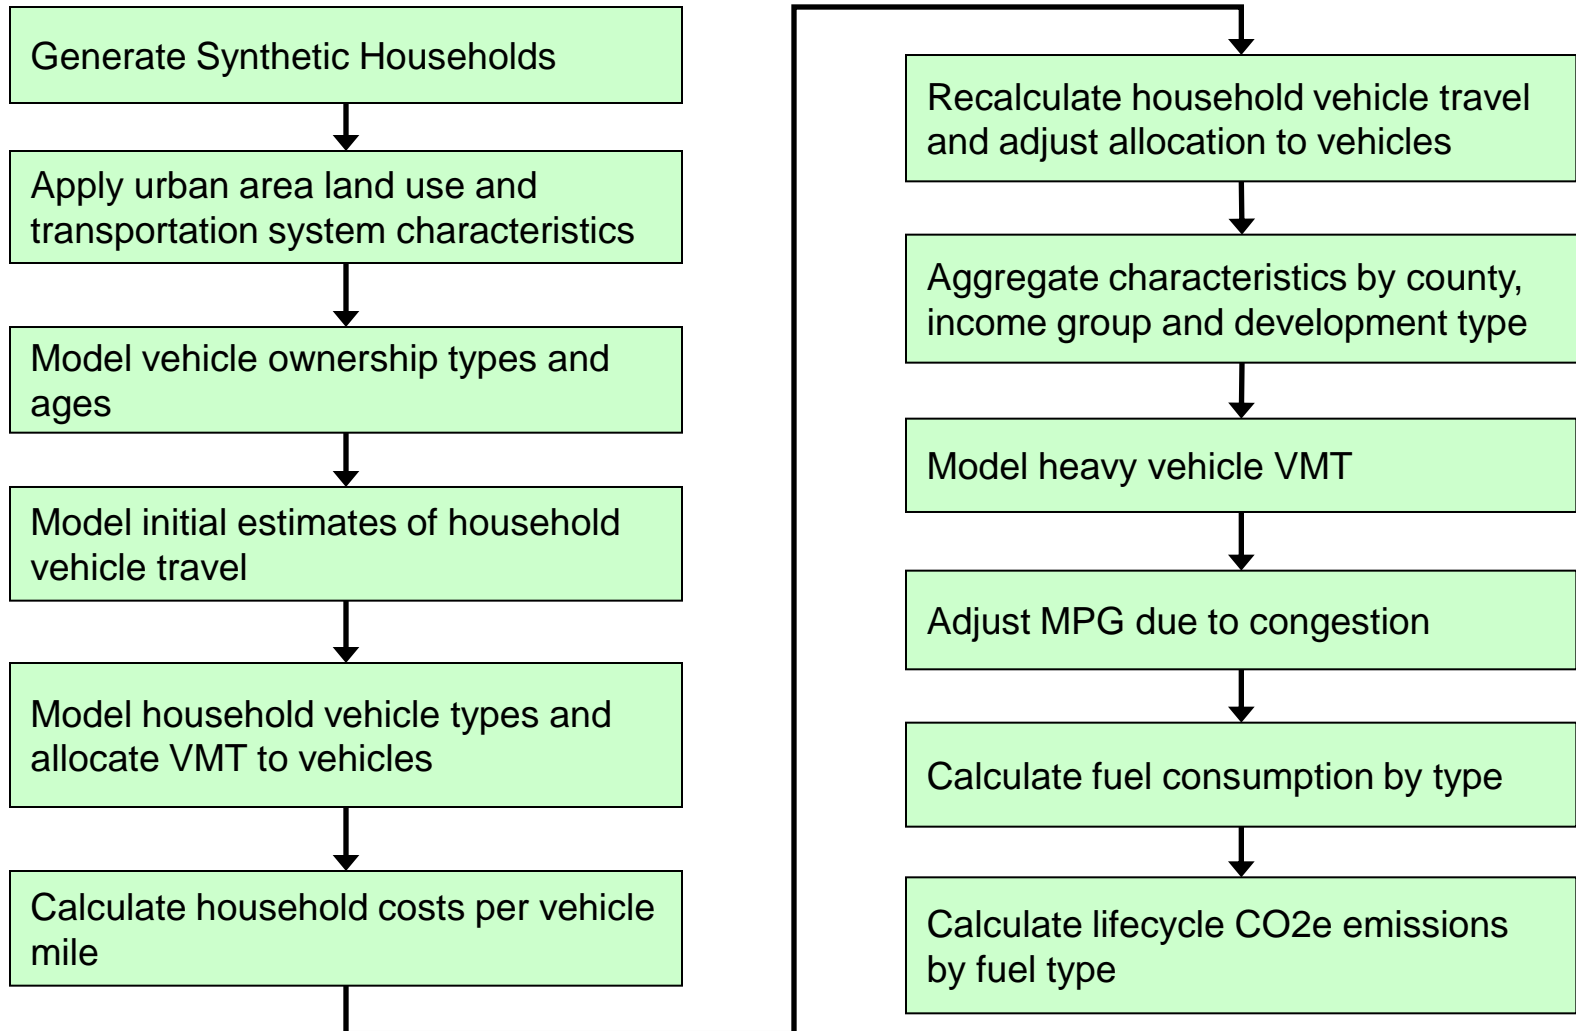 Generate Synthetic Households
Apply urban area land use and
transportation system characteristics
Model vehicle ownership types and
ages
Model initial estimates of household
vehicle travel
Model household vehicle types and
allocate VMT to vehicles
Calculate household costs per vehicle
mile
Recalculate household vehicle travel
and adjust allocation to vehicles
Aggregate characteristics by county,
income group and development type
Model heavy vehicle VMT
Adjust MPG due to congestion
Calculate fuel consumption by type
Calculate lifecycle CO2e emissions
by fuel type